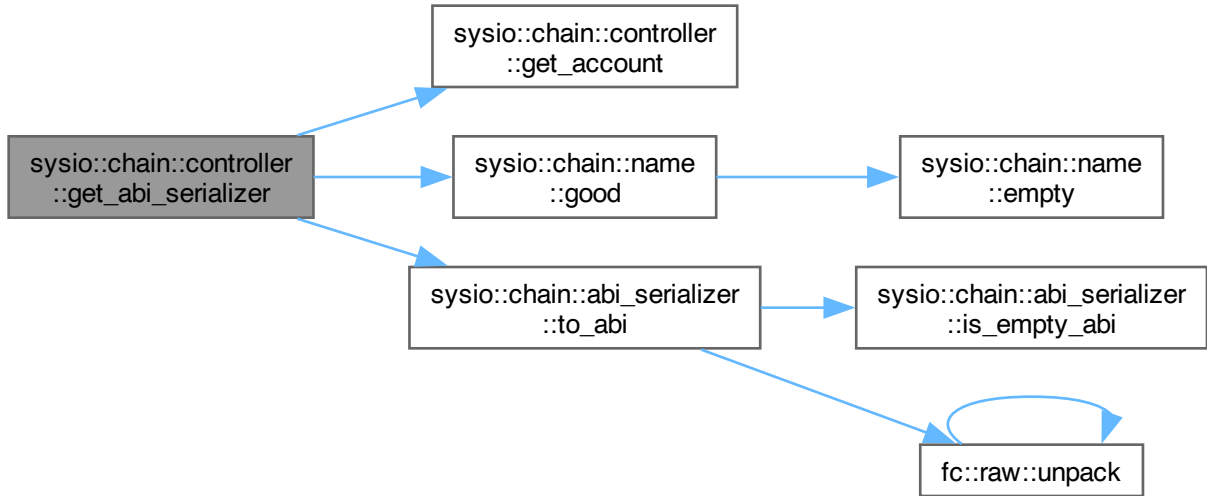 sysio::chain::controller
::get_account
sysio::chain::controller
::get_abi_serializer
sysio::chain::name
::good
sysio::chain::name
::empty
sysio::chain::abi_serializer
::to_abi
sysio::chain::abi_serializer
::is_empty_abi
fc::raw::unpack